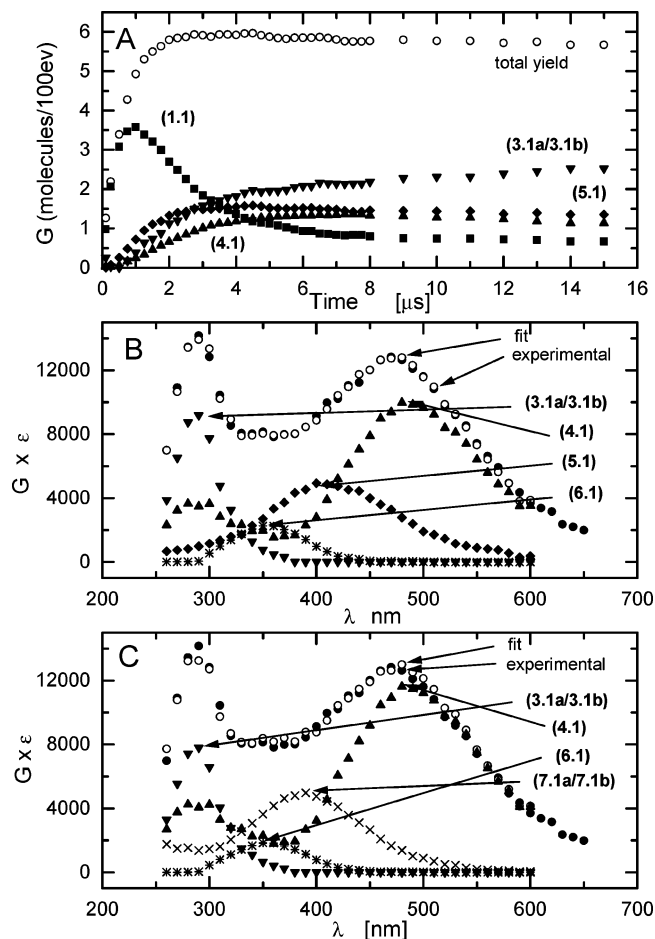 A
G (molecules/100ev)
7
6
5
4
3
2
1
0
total yield
(1.1)
(3.1a/3.1b)
(5.1)
(4.1)
0 2 4 6 8 10 12 14 16
Time [μs]
B
G x ε
12000
8000
4000
0
fit
experimental
(3.1a/3.1b)
(4.1)
(5.1)
(6.1)
200 300 400 500 600 700
λ nm
C
G x ε
12000
8000
4000
0
fit
experimental
(3.1a/3.1b)
(4.1)
(6.1)
(7.1a/7.1b)
200 300 400 500 600 700
λ [nm]